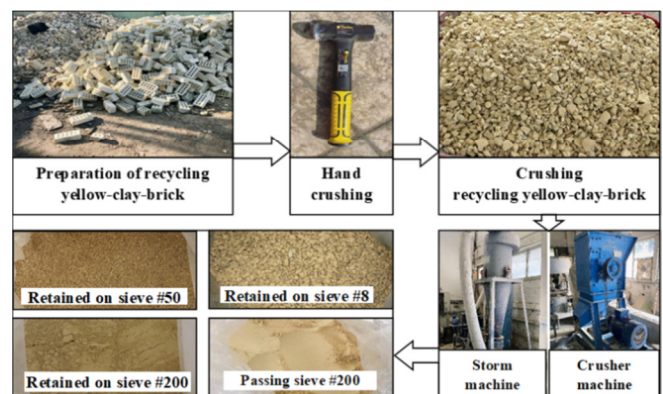 Preparation of recycling
yellow-clay-brick
Hand
crushing
Crushing
recycling yellow-clay-brick
Retained on sieve #50
Retained on sieve #8
Retained on sieve #200
Passing sieve #200
Storm
machine
Crusher
machine